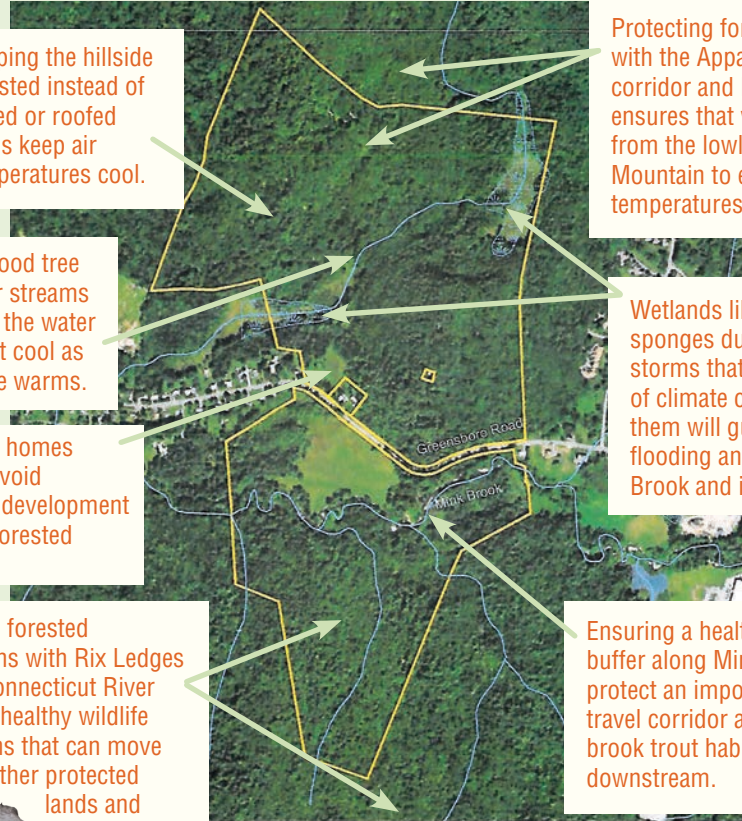 ping the hillside
sted instead of
ed or roofed
s keep air
peratures cool.
Protecting for
with the Appa
corridor and
ensures that
from the lowl
Mountain to e
temperatures
ood tree
r streams
the water
t cool as
e warms.
Wetlands li
sponges du
storms that
of climate c
them will gu
flooding an
Brook and i
homes
void
development
orested
Greensboro Road
Mink Brook
forested
ns with Rix Ledges
onnecticut River
healthy wildlife
ns that can move
ther protected
lands and
Ensuring a healt
buffer along Min
protect an impo
travel corridor a
brook trout hab
downstream.